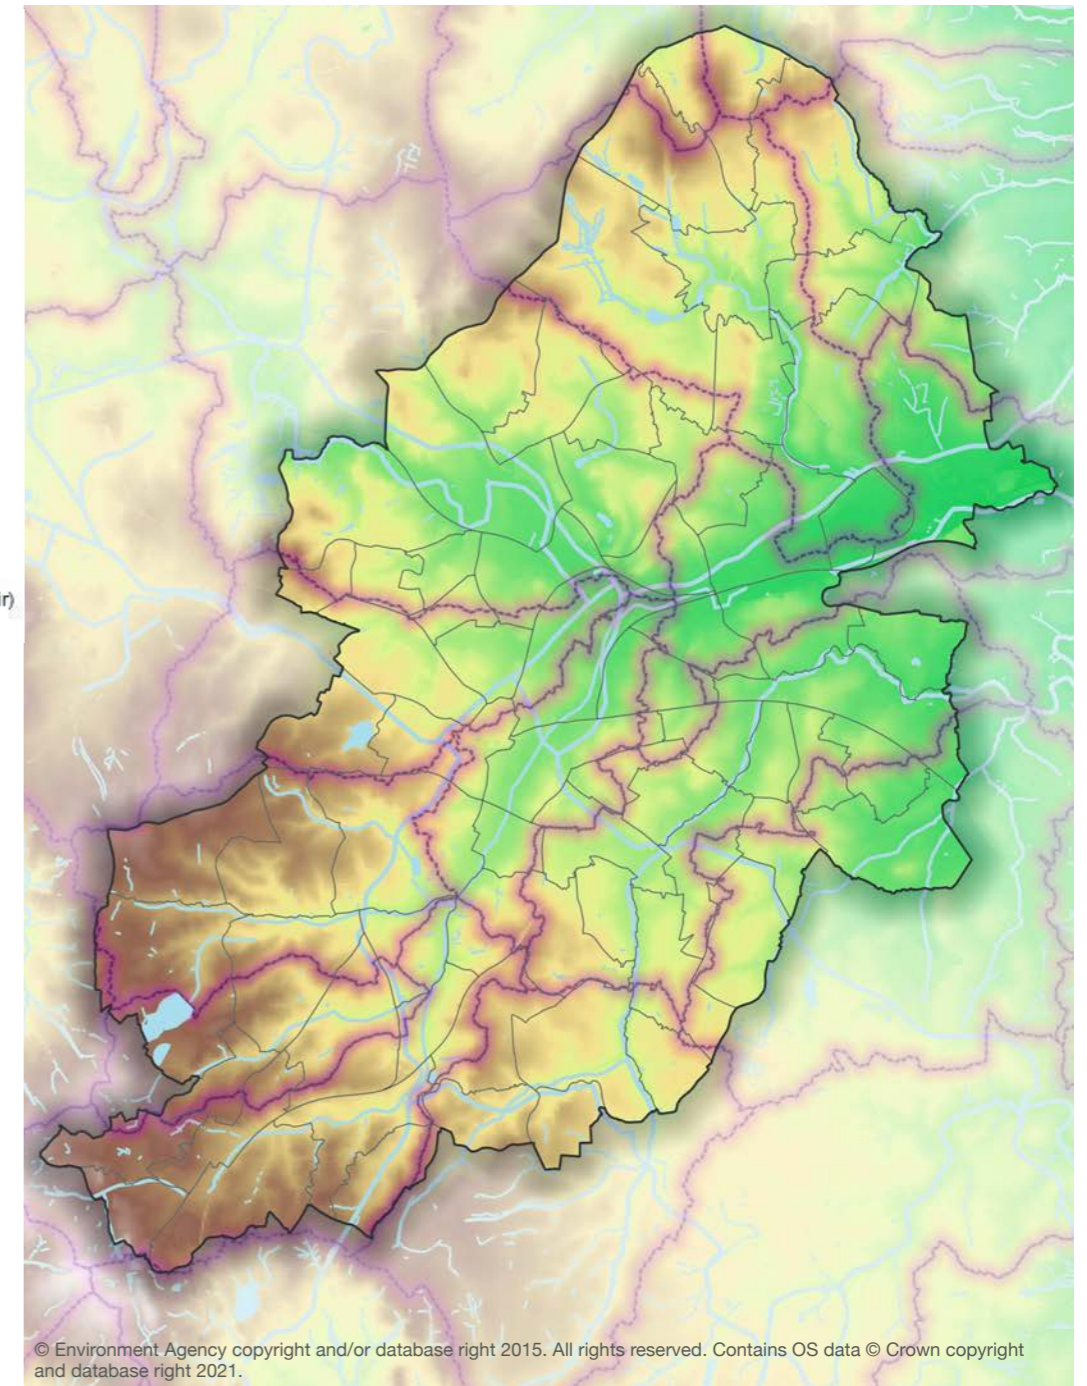 ir)
© Environment Agency copyright and/or database right 2015. All rights reserved. Contains OS data © Crown copyright
and database right 2021.